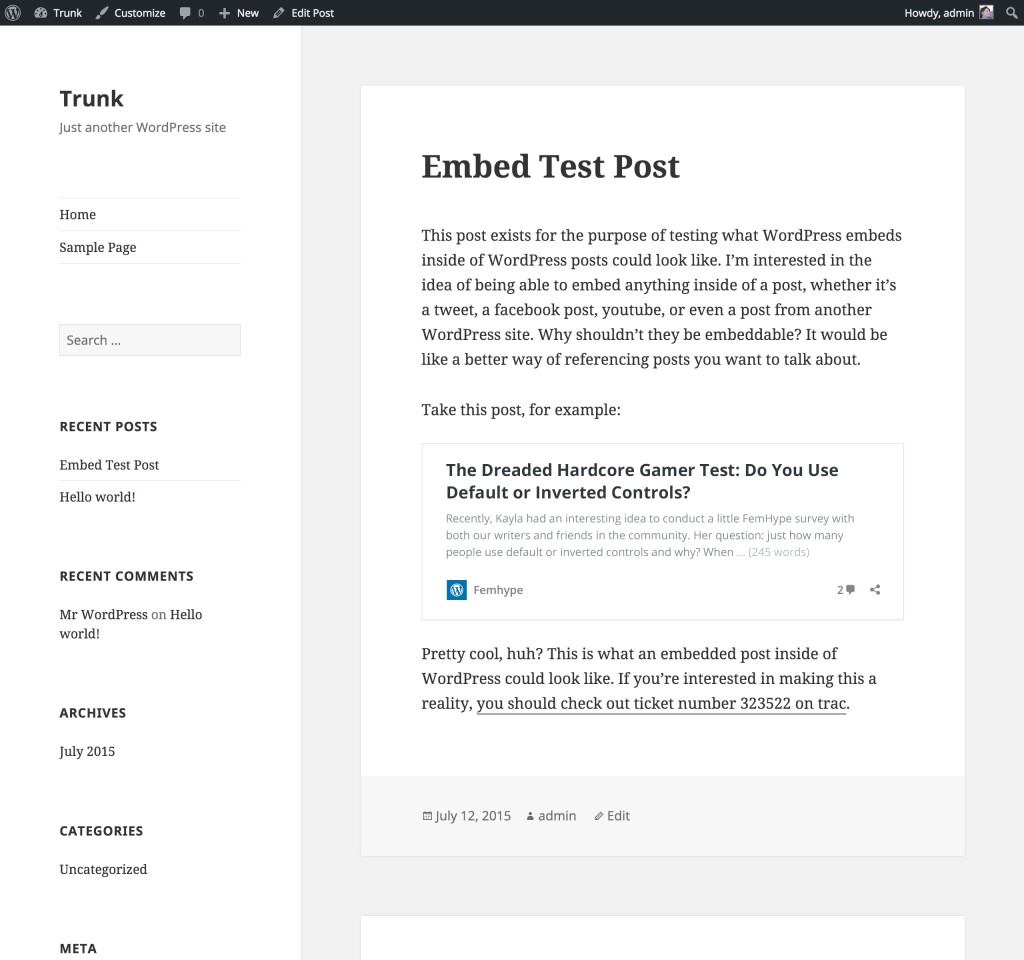 Trunk Customize 0 New Edit Post Howdy, admin
Trunk
Just another WordPress site
Home
Sample Page
Search ...
RECENT POSTS
Embed Test Post
Hello world!
RECENT COMMENTS
Mr WordPress on Hello
world!
ARCHIVES
July 2015
CATEGORIES
Uncategorized
META
Embed Test Post
This post exists for the purpose of testing what WordPress embeds
inside of WordPress posts could look like. I’m interested in the
idea of being able to embed anything inside of a post, whether it’s
a tweet, a facebook post, youtube, or even a post from another
WordPress site. Why shouldn’t they be embeddable? It would be
like a better way of referencing posts you want to talk about.
Take this post, for example:
The Dreaded Hardcore Gamer Test: Do You Use
Default or Inverted Controls?
Recently, Kayla had an interesting idea to conduct a little FemHype survey with
both our writers and friends in the community. Her question: just how many
people use default or inverted controls and why? When ... (245 words)
Femhype 2
Pretty cool, huh? This is what an embedded post inside of
WordPress could look like. If you’re interested in making this a
reality, you should check out ticket number 323522 on trac.
July 12, 2015 admin Edit